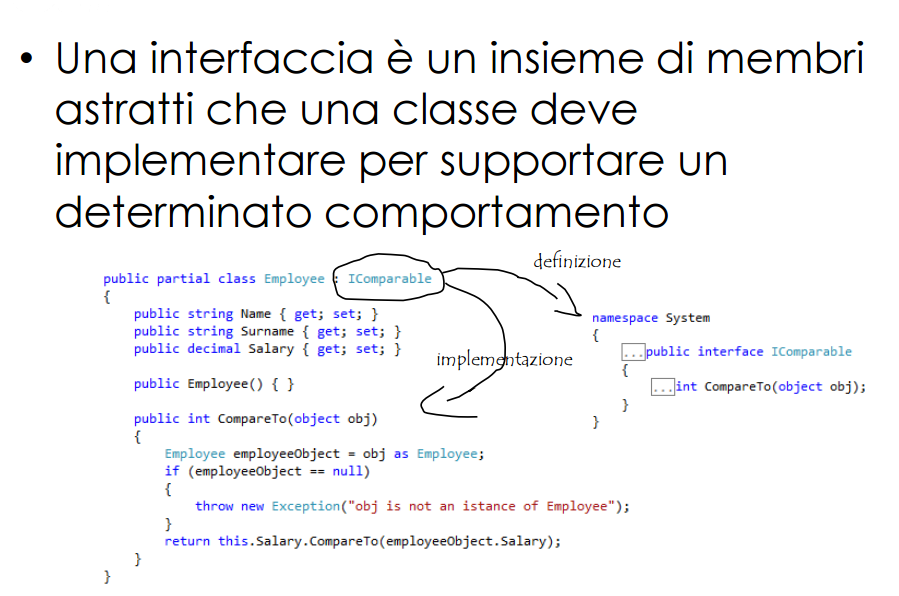 • Una interfaccia è un insieme di membri
astratti che una classe deve
implementare per supportare un
determinato comportamento
public partial class Employee : IComparable
{
public string Name { get; set; }
public string Surname { get; set; }
public decimal Salary { get; set; }
public Employee() { }
public int CompareTo(object obj)
{
Employee employeeObject = obj as Employee;
if (employeeObject == null)
{
throw new Exception("obj is not an istance of Employee");
}
return this.Salary.CompareTo(employeeObject.Salary);
}
}
implementazione
definizione
namespace System
{
...public interface IComparable
{
...int CompareTo(object obj);
}
}